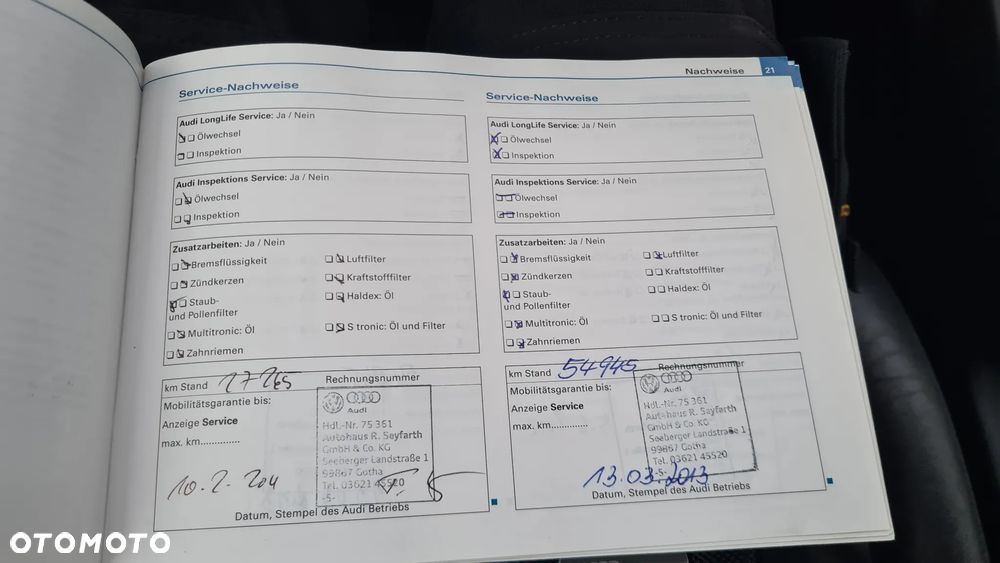 Nachweise 21
Service-Nachweise
Audi LongLife Service: Ja / Nein
Ölwechsel
Inspektion
Audi Inspektions Service: Ja / Nein
Ölwechsel
Inspektion
Zusatzarbeiten: Ja / Nein
Bremsflüssigkeit
Luftfilter
Zündkerzen
Kraftstofffilter
Staub-
und Pollenfilter
Haldex: Öl
Multitronic: Öl
S tronic: Öl und Filter
Zahnriemen
km Stand
Rechnungsnummer
Mobilitätsgarantie bis:
Anzeige Service
max. km..............
Audi
Hdl.-Nr. 75 361
Autohaus R. Seyfarth
GmbH & Co. KG
Seeberger Landstraße 1
99867 Gotha
Tel. 03621 45520
-5-
Datum, Stempel des Audi Betriebs
Service-Nachweise
Audi LongLife Service: Ja / Nein
Ölwechsel
Inspektion
Audi Inspektions Service: Ja / Nein
Ölwechsel
Inspektion
Zusatzarbeiten: Ja / Nein
Bremsflüssigkeit
Luftfilter
Zündkerzen
Kraftstofffilter
Staub-
und Pollenfilter
Haldex: Öl
Multitronic: Öl
S tronic: Öl und Filter
Zahnriemen
km Stand 54945
Rechnungsnummer
Mobilitätsgarantie bis:
Anzeige Service
max. km..............
Audi
Hdl.-Nr. 75 361
Autohaus R. Seyfarth
GmbH & Co. KG
Seeberger Landstraße 1
99867 Gotha
Tel. 03621 45520
-5-
13.03.2013
Datum, Stempel des Audi Betriebs
OTOMOTO